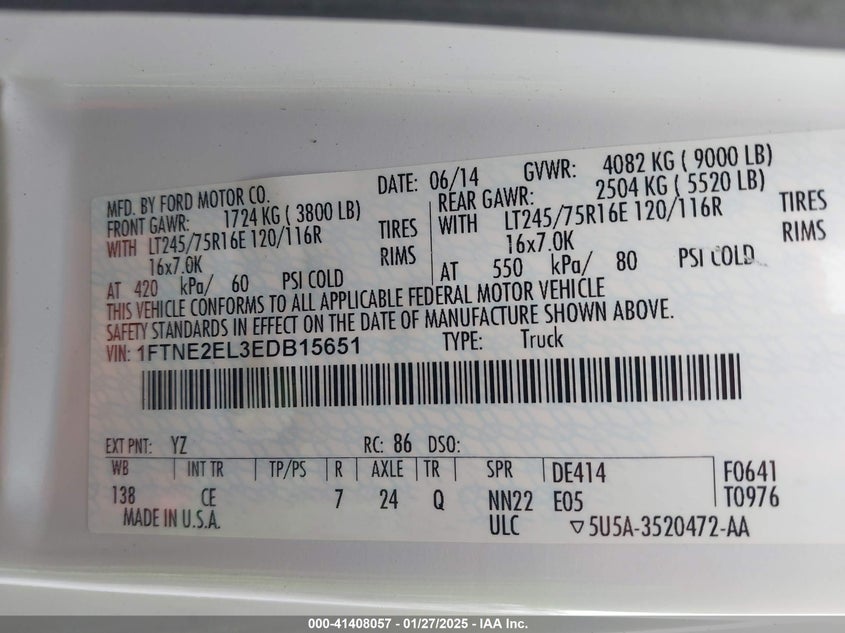 MFD. BY FORD MOTOR CO. DATE: 06/14 GVWR: 4082 KG ( 9000 LB)
FRONT GAWR: 1724 KG ( 3800 LB) REAR GAWR: 2504 KG ( 5520 LB)
WITH LT245/75R16E 120/116R TIRES WITH LT245/75R16E 120/116R TIRES
16x7.0K RIMS 16x7.0K RIMS
AT 420 kPa/ 60 PSI COLD AT 550 kPa/ 80 PSI COLD
THIS VEHICLE CONFORMS TO ALL APPLICABLE FEDERAL MOTOR VEHICLE
SAFETY STANDARDS IN EFFECT ON THE DATE OF MANUFACTURE SHOWN ABOVE.
VIN: 1FTNE2EL3EDB15651 TYPE: Truck
EXT PNT: YZ RC: 86 DSO:
WB INT TR TP/PS R AXLE TR SPR DE414 F0641
138 CE 7 24 Q NN22 E05 T0976
MADE IN U.S.A. ULC ▽5U5A-3520472-AA
000-41408057 • 01/27/2025 - IAA Inc.